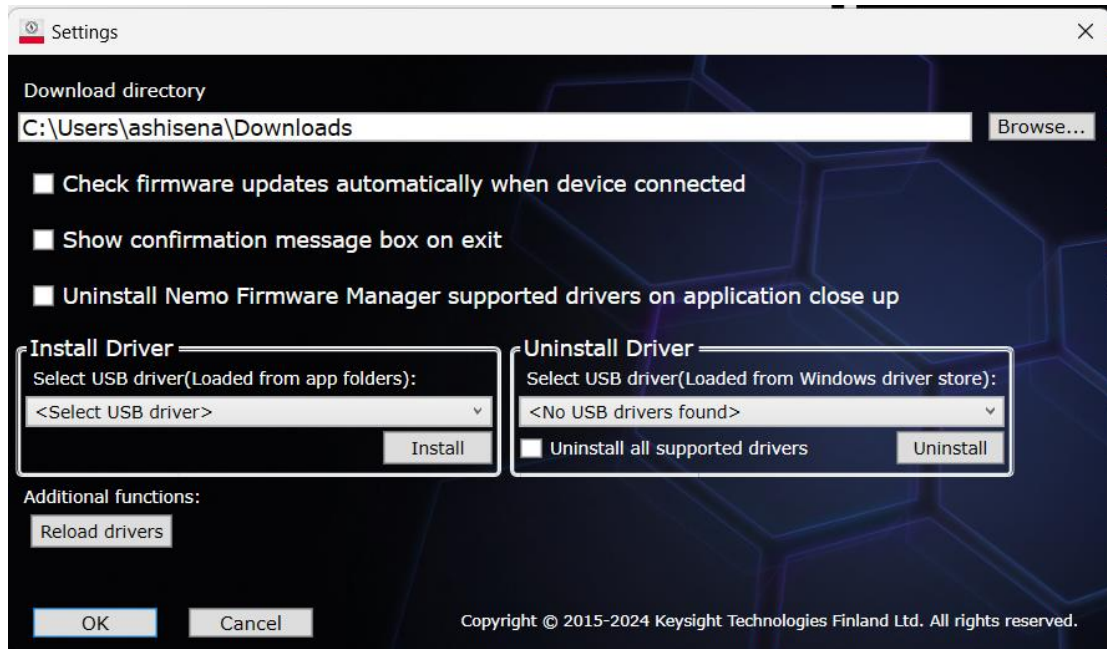 Settings
Download directory
C:\Users\ashisena\Downloads
Browse...
Check firmware updates automatically when device connected
Show confirmation message box on exit
Uninstall Nemo Firmware Manager supported drivers on application close up
Install Driver
Select USB driver(Loaded from app folders):
<Select USB driver>
Install
Uninstall Driver
Select USB driver(Loaded from Windows driver store):
<No USB drivers found>
Uninstall all supported drivers
Uninstall
Additional functions:
Reload drivers
OK
Cancel
Copyright © 2015-2024 Keysight Technologies Finland Ltd. All rights reserved.